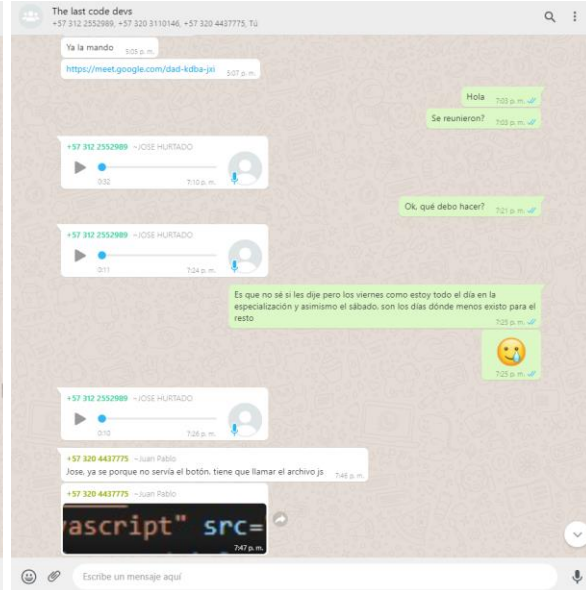 The last code devs
+57 312 2552989, +57 320 3110146, +57 320 4437775, Tú
Ya la mando 5:05 p. m.
https://meet.google.com/dad-kdba-jxi 5:07 p.m.
Hola 7:03 p. m.
Se reunieron? 7:03 p. m.
+57 312 2552989 ~JOSE HURTADO
0:32 7:10 p. m.
Ok, qué debo hacer? 7:21 p. m.
+57 312 2552989 ~JOSE HURTADO
0:11 7:24 p. m.
Es que no sé si les dije pero los viernes como estoy todo el día en la
especialización y asimismo el sábado, son los días dónde menos existo para el
resto 7:25 p. m.
7:25 p. m.
+57 312 2552989 ~JOSE HURTADO
0:10 7:26 p. m.
+57 320 4437775 ~Juan Pablo
Jose, ya se porque no servía el botón, tiene que llamar el archivo js 7:46 p. m.
+57 320 4437775 ~Juan Pablo
vascript" src=
7:47 p. m.
Escribe un mensaje aquí